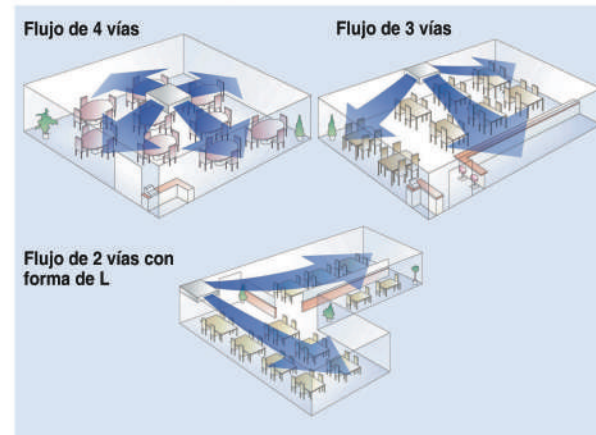 Flujo de 4 vías
Flujo de 3 vías
Flujo de 2 vías con
forma de L